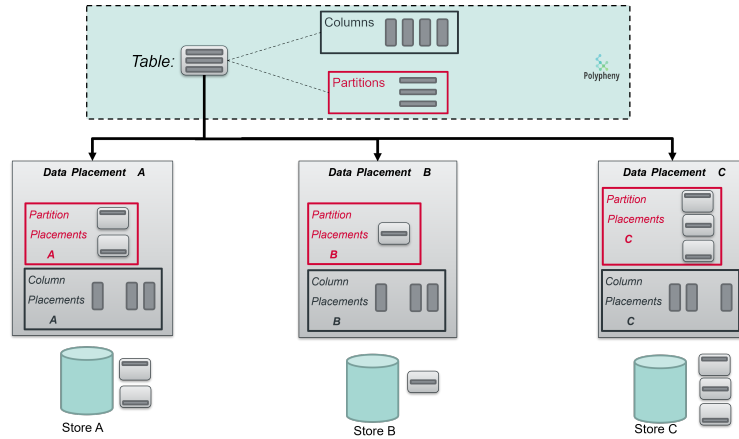 Columns
Table:
Partitions
Polypheny
Data Placement A
Data Placement B
Data Placement C
Partition
Placements
A
Partition
Placements
B
Partition
Placements
C
Column
Placements
A
Column
Placements
B
Column
Placements
C
Store A
Store B
Store C